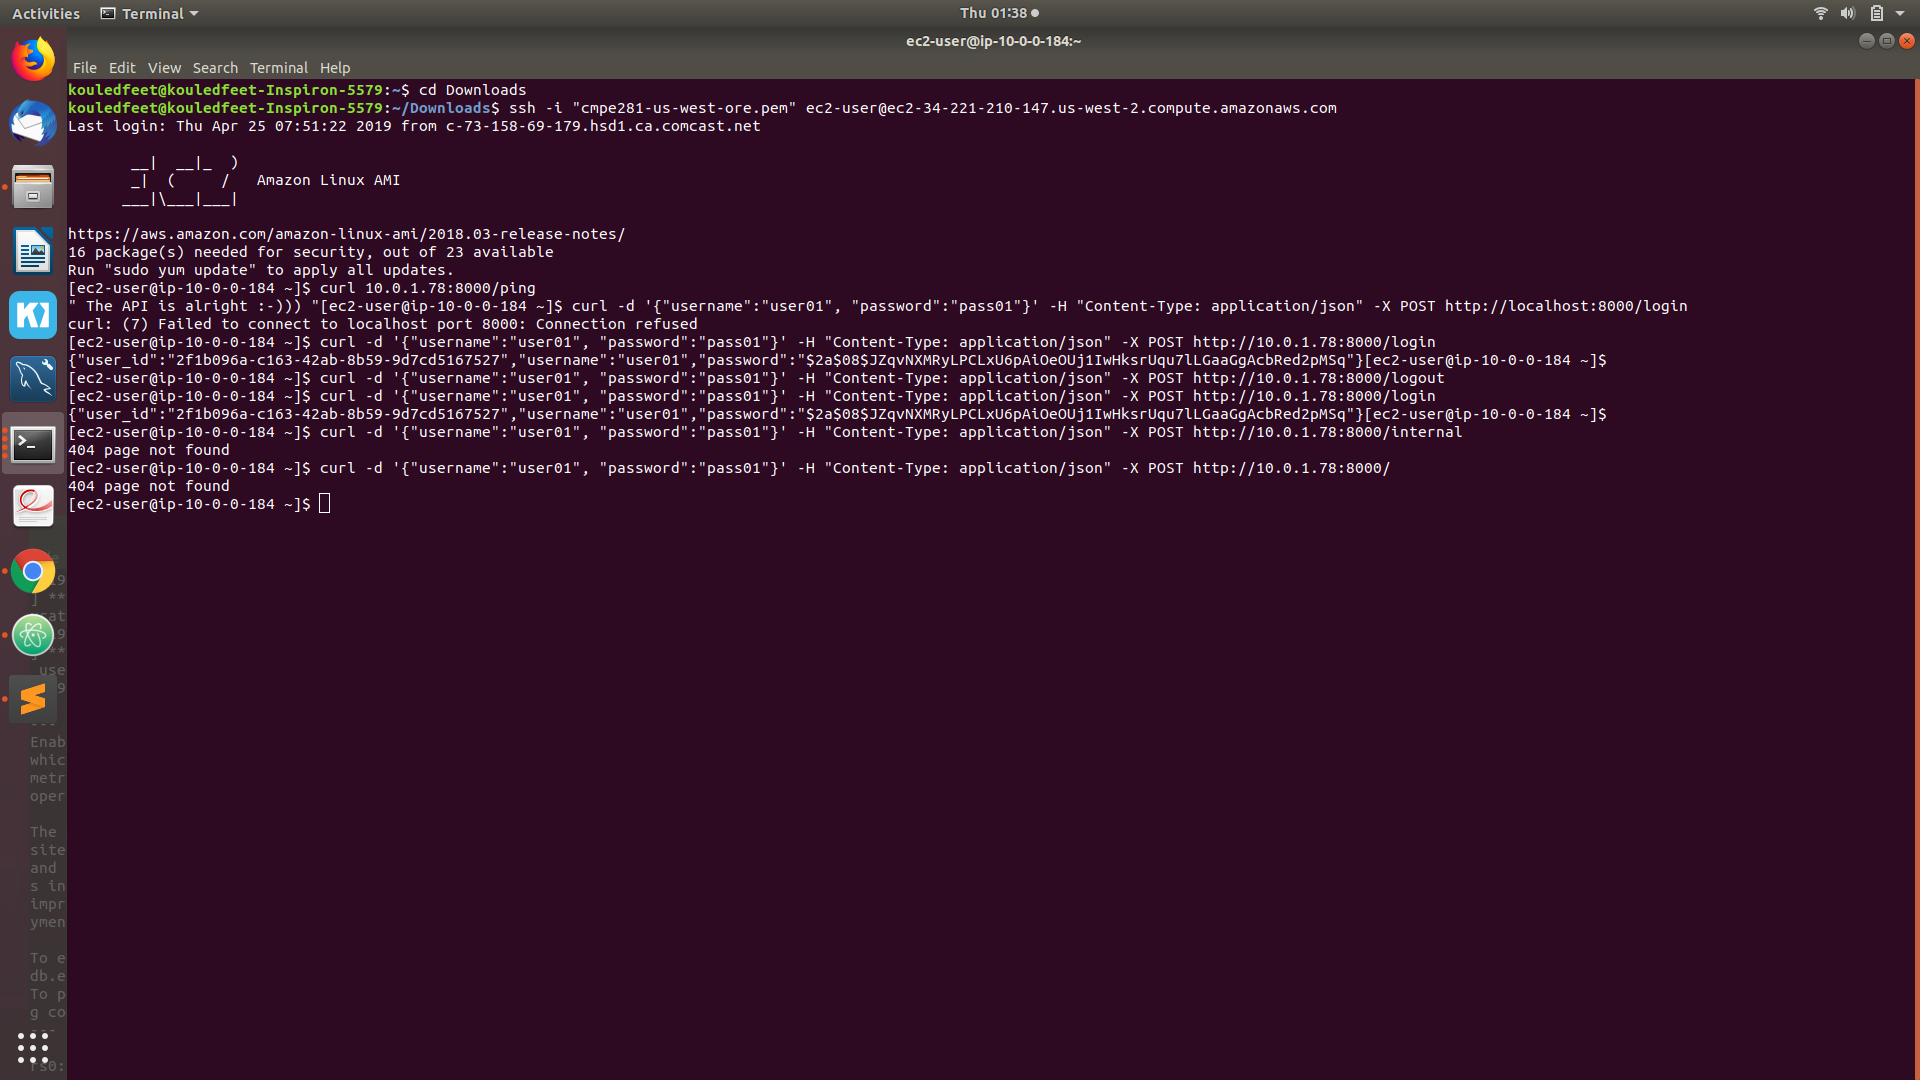 Activities
Terminal
Thu 01:38
ec2-user@ip-10-0-0-184:~
File Edit View Search Terminal Help
kouledfeet@kouledfeet-Inspiron-5579:~$ cd Downloads
kouledfeet@kouledfeet-Inspiron-5579:~/Downloads$ ssh -i "cmpe281-us-west-ore.pem" ec2-user@ec2-34-221-210-147.us-west-2.compute.amazonaws.com
Last login: Thu Apr 25 07:51:22 2019 from c-73-158-69-179.hsd1.ca.comcast.net
__|  __|_  )
_|  (     /   Amazon Linux AMI
___|\___|___|
https://aws.amazon.com/amazon-linux-ami/2018.03-release-notes/
16 package(s) needed for security, out of 23 available
Run "sudo yum update" to apply all updates.
[ec2-user@ip-10-0-0-184 ~]$ curl 10.0.1.78:8000/ping
" The API is alright :-))) "[ec2-user@ip-10-0-0-184 ~]$ curl -d '{"username":"user01", "password":"pass01"}' -H "Content-Type: application/json" -X POST http://localhost:8000/login
curl: (7) Failed to connect to localhost port 8000: Connection refused
[ec2-user@ip-10-0-0-184 ~]$ curl -d '{"username":"user01", "password":"pass01"}' -H "Content-Type: application/json" -X POST http://10.0.1.78:8000/login
{"user_id":"2f1b096a-c163-42ab-8b59-9d7cd5167527","username":"user01","password":"$2a$08$JZqvNXMRyLPCLxU6pAiOeOUj1IwHksrUqu7lLGaaGgAcbRed2pMSq"}[ec2-user@ip-10-0-0-184 ~]$
[ec2-user@ip-10-0-0-184 ~]$ curl -d '{"username":"user01", "password":"pass01"}' -H "Content-Type: application/json" -X POST http://10.0.1.78:8000/logout
[ec2-user@ip-10-0-0-184 ~]$ curl -d '{"username":"user01", "password":"pass01"}' -H "Content-Type: application/json" -X POST http://10.0.1.78:8000/login
{"user_id":"2f1b096a-c163-42ab-8b59-9d7cd5167527","username":"user01","password":"$2a$08$JZqvNXMRyLPCLxU6pAiOeOUj1IwHksrUqu7lLGaaGgAcbRed2pMSq"}[ec2-user@ip-10-0-0-184 ~]$
[ec2-user@ip-10-0-0-184 ~]$ curl -d '{"username":"user01", "password":"pass01"}' -H "Content-Type: application/json" -X POST http://10.0.1.78:8000/internal
404 page not found
[ec2-user@ip-10-0-0-184 ~]$ curl -d '{"username":"user01", "password":"pass01"}' -H "Content-Type: application/json" -X POST http://10.0.1.78:8000/
404 page not found
[ec2-user@ip-10-0-0-184 ~]$
use
Enab
whic
metr
oper
The
site
and
s in
impr
ymen
To e
db.e
To p
g co
---
rs0: